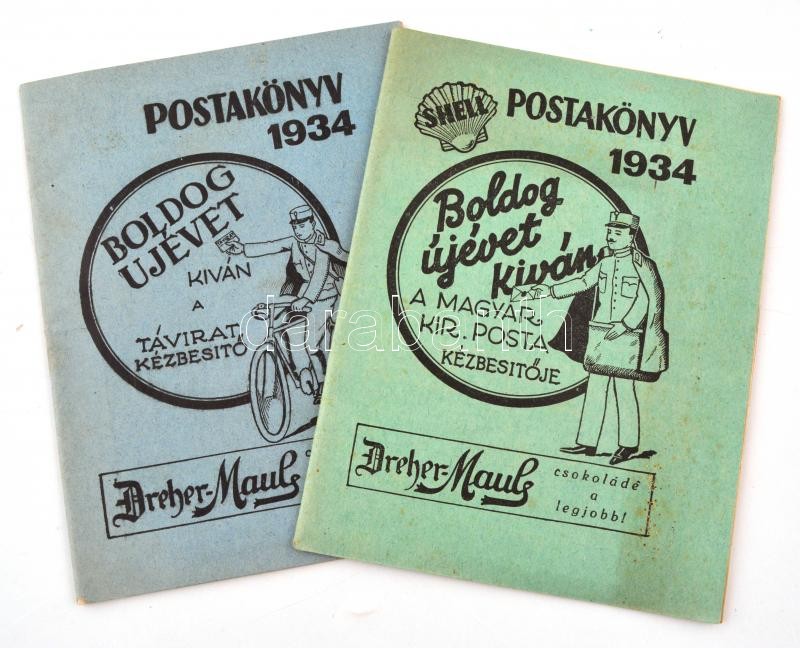 POSTAKÖNYV
1934
BOLDOG
ÚJÉVET
KIVÁN
A
TÁVIRAT
KÉZBESITŐ
Dreher-Maul
SHELL
POSTAKÖNYV
1934
Boldog
újévet
kiván
A MAGYAR
KIR. POSTA
KÉZBESITŐJE
Dreher-Maul
csokoládé
a
legjobb!
darabanth